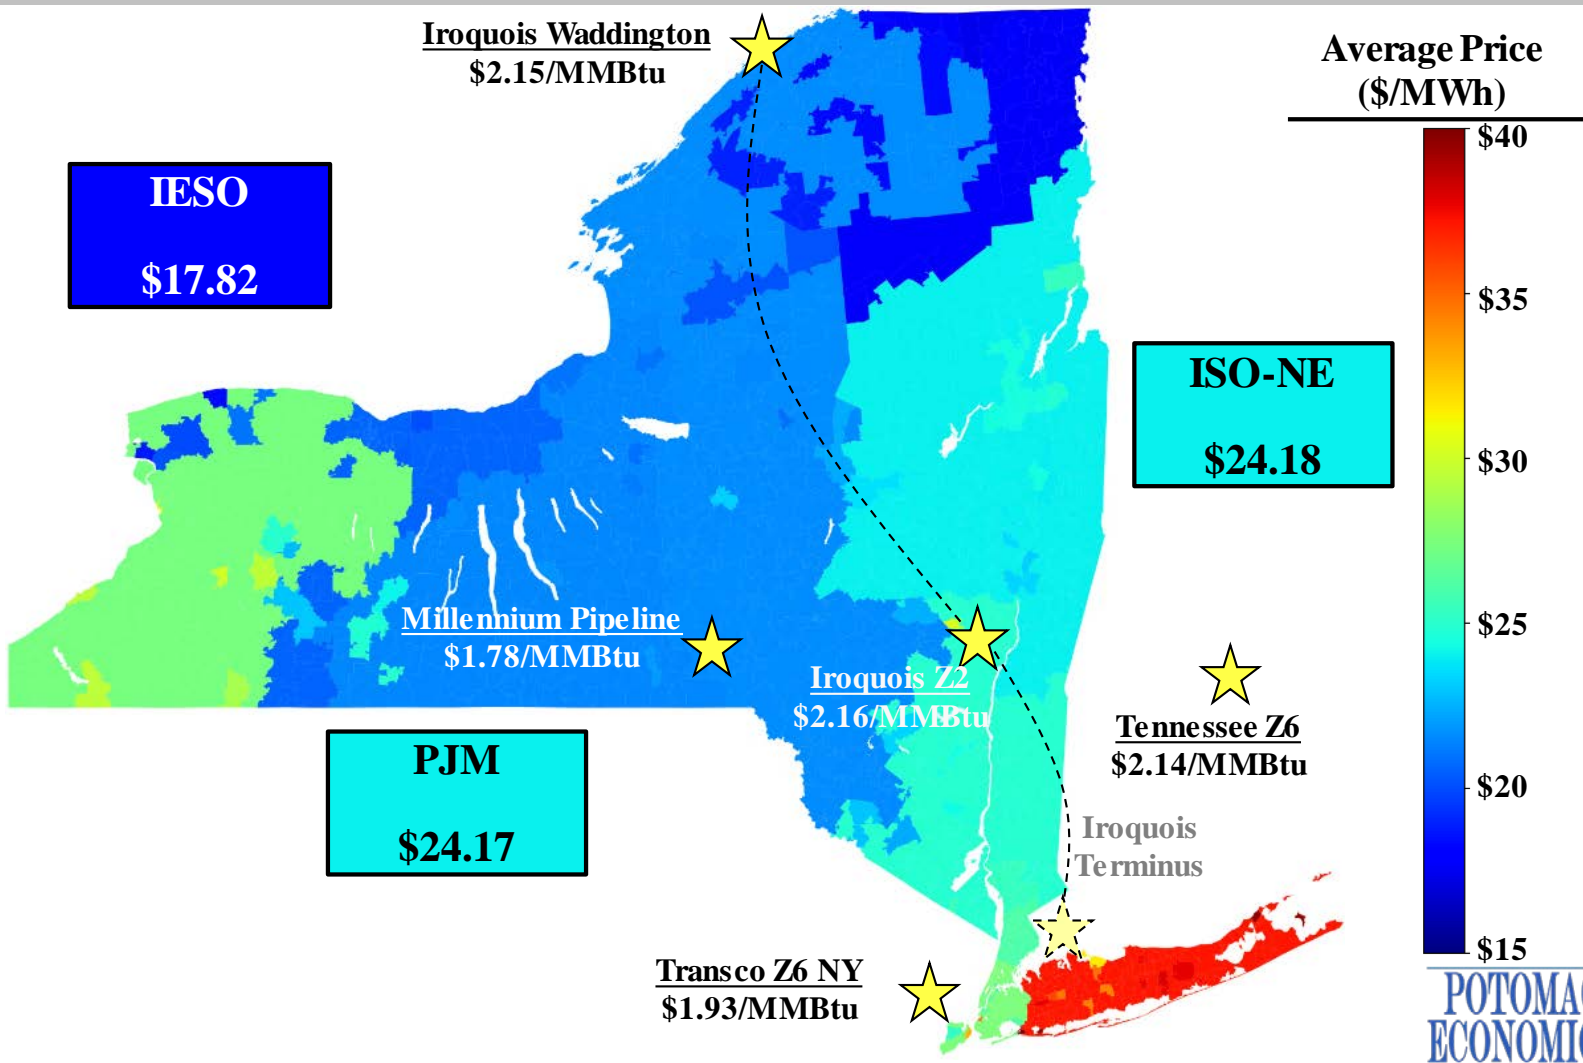 Iroquois Waddington
$2.15/MMBtu
Average Price
($/MWh)
$40
$35
$30
$25
$20
$15
IESO
$17.82
ISO-NE
$24.18
Millennium Pipeline
$1.78/MMBtu
Iroquois Z2
$2.16/MMBtu
Tennessee Z6
$2.14/MMBtu
PJM
$24.17
Iroquois
Terminus
Transco Z6 NY
$1.93/MMBtu
POTOMAC
ECONOMIC